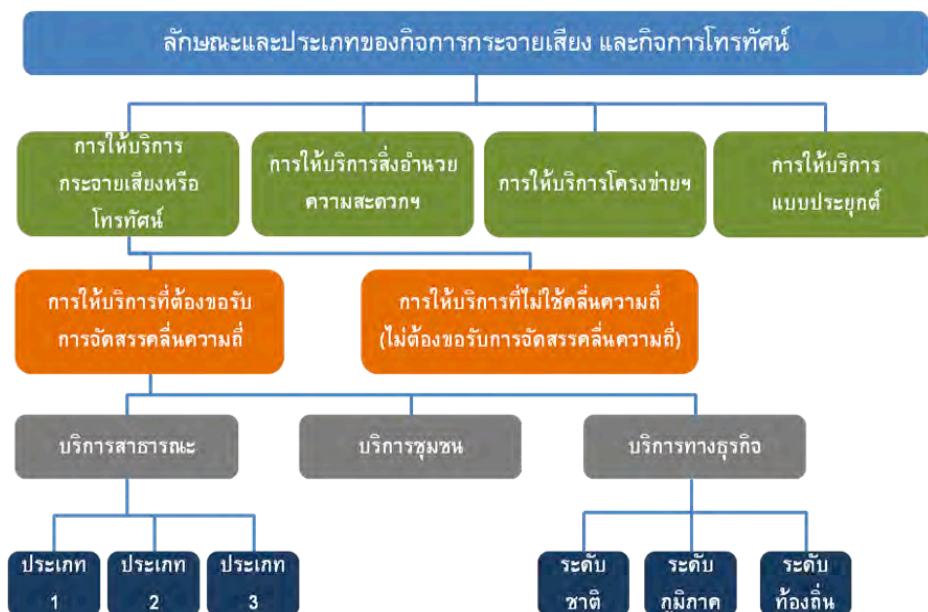 ลักษณะและประเภทของกิจการกระจายเสียง และกิจการโทรทัศน์
การให้บริการ
กระจายเสียงหรือ
โทรทัศน์
การให้บริการสิ่งอำนวย
ความสะดวกฯ
การให้บริการโครงข่ายฯ
การให้บริการ
แบบประยุกต์
การให้บริการที่ต้องขอรับ
การจัดสรรคลื่นความถี่
การให้บริการที่ไม่ใช้คลื่นความถี่
(ไม่ต้องขอรับการจัดสรรคลื่นความถี่)
บริการสาธารณะ
บริการชุมชน
บริการทางธุรกิจ
ประเภท
1
ประเภท
2
ประเภท
3
ระดับ
ชาติ
ระดับ
ภูมิภาค
ระดับ
ท้องถิ่น